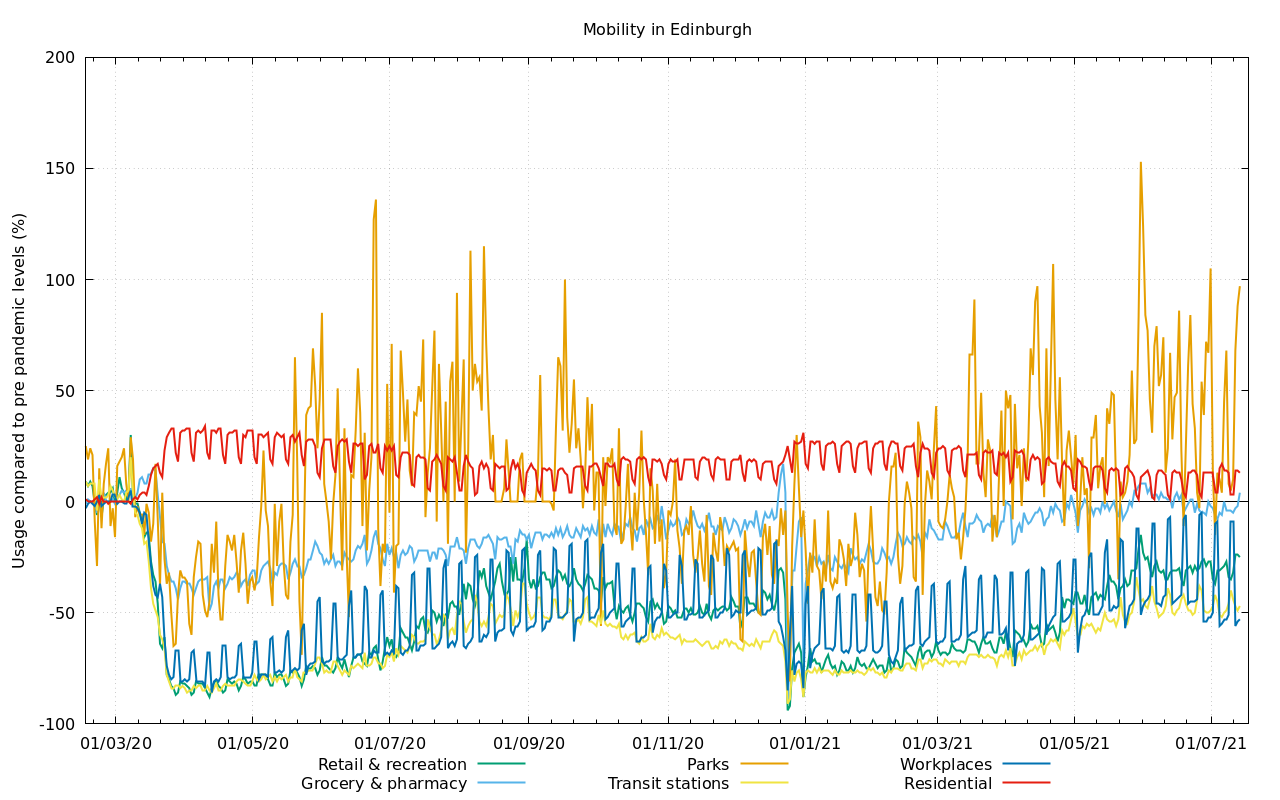 Mobility in Edinburgh
Usage compared to pre pandemic levels (%)
200
150
100
50
0
-50
-100
01/03/20 01/05/20 01/07/20 01/09/20 01/11/20 01/01/21 01/03/21 01/05/21 01/07/21
Retail & recreation Parks Workplaces
Grocery & pharmacy Transit stations Residential